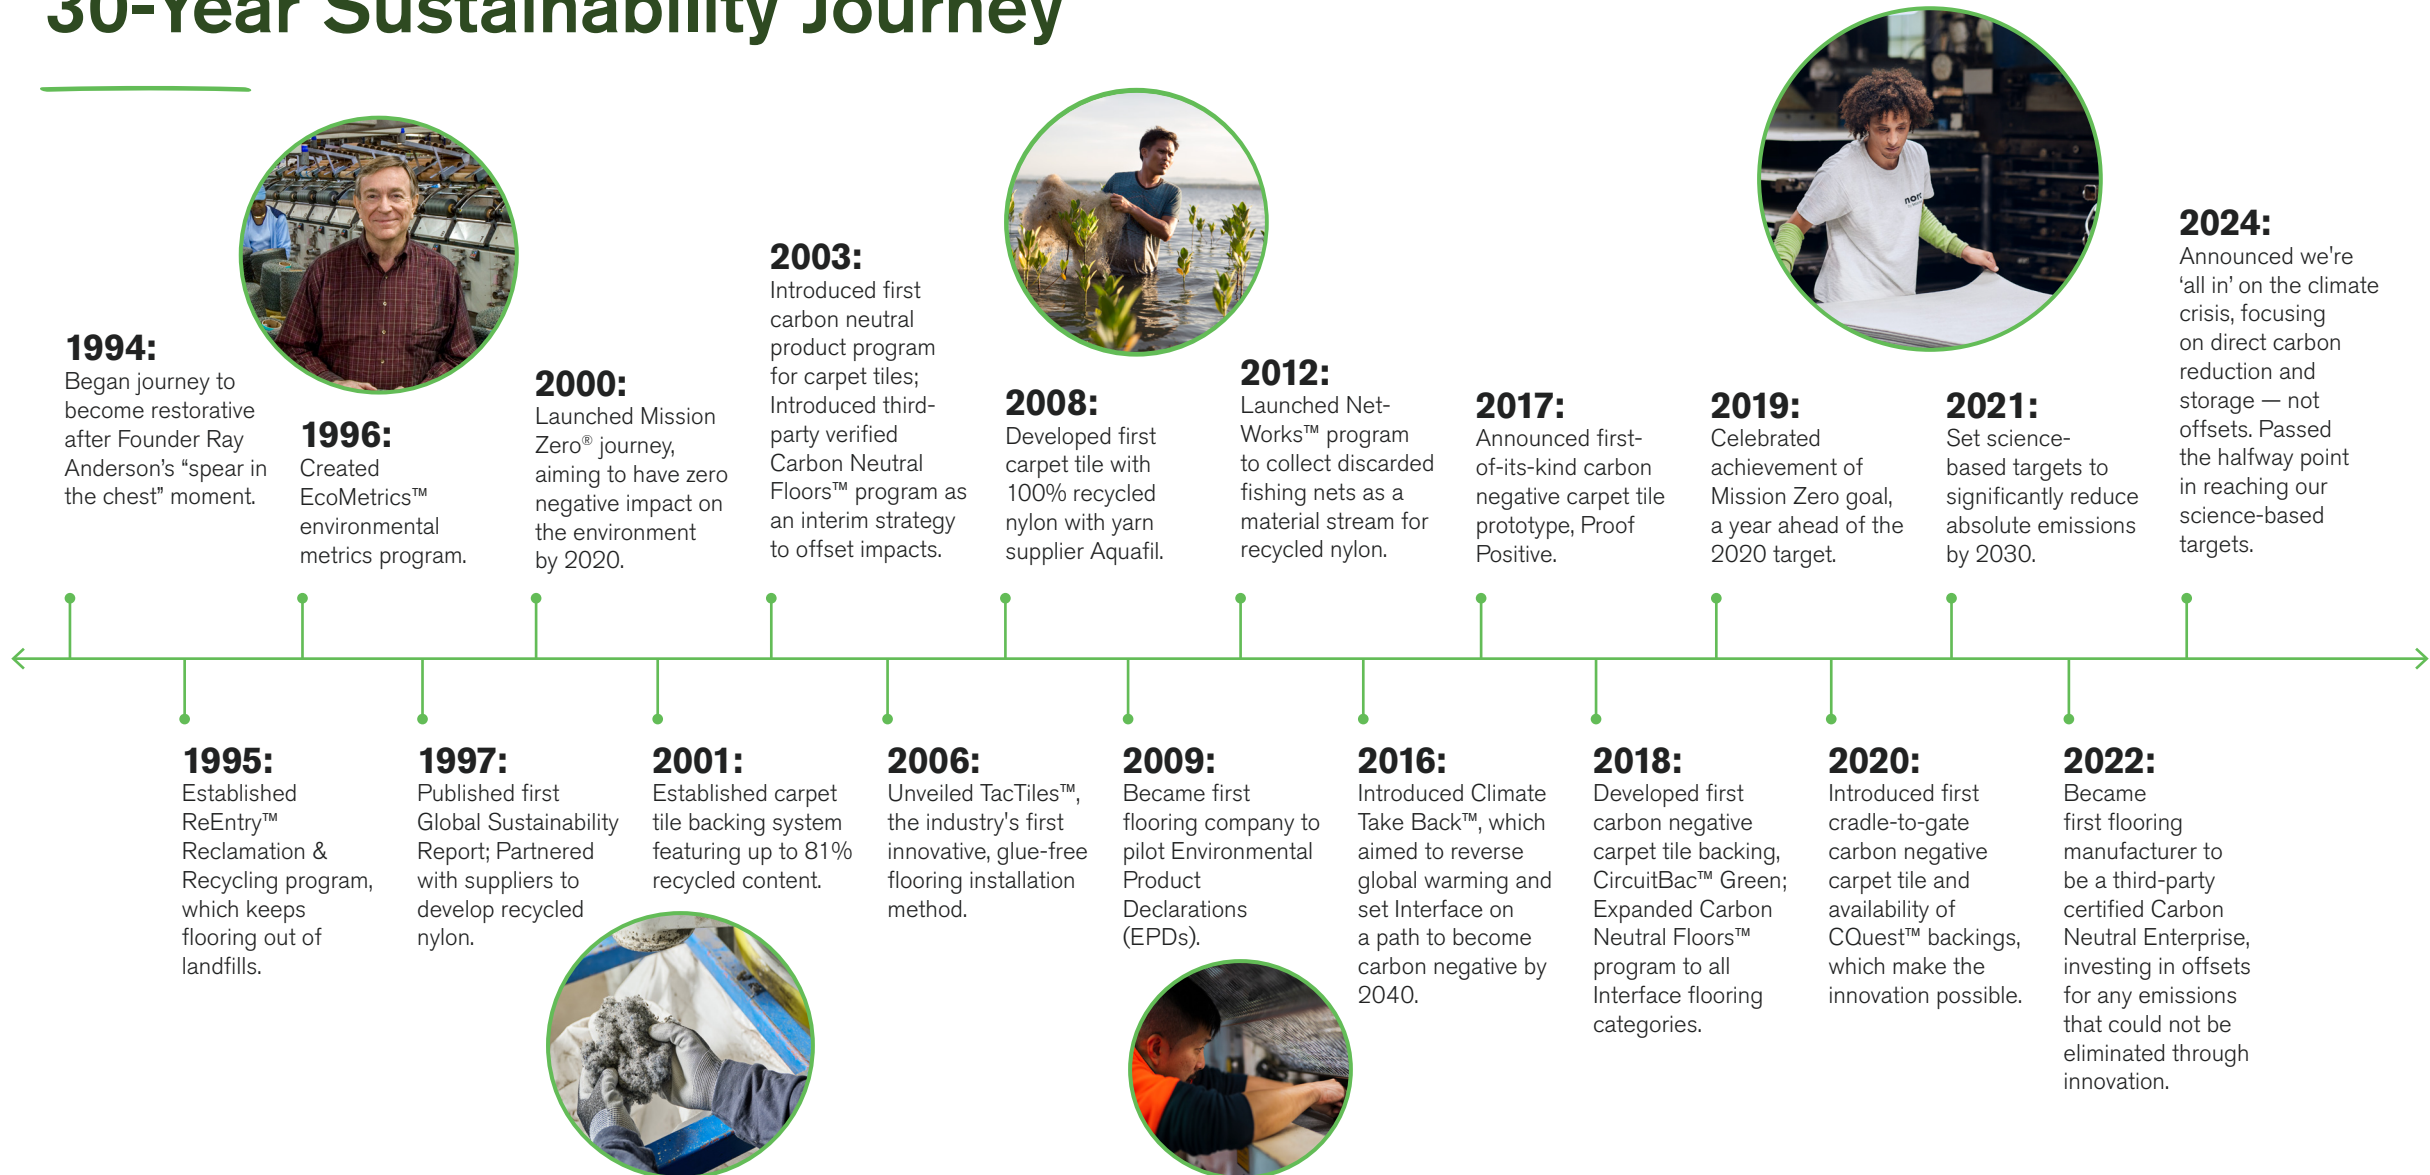 30-Year Sustainability Journey
1994:
Began journey to
become restorative
after Founder Ray
Anderson's “spear in
the chest” moment.
1996:
Created
EcoMetrics™
environmental
metrics program.
2000:
Launched Mission
Zero® journey,
aiming to have zero
negative impact on
the environment
by 2020.
2003:
Introduced first
carbon neutral
product program
for carpet tiles;
Introduced third-
party verified
Carbon Neutral
Floors™ program as
an interim strategy
to offset impacts.
2008:
Developed first
carpet tile with
100% recycled
nylon with yarn
supplier Aquafil.
2012:
Launched Net-
Works™ program
to collect discarded
fishing nets as a
material stream for
recycled nylon.
2017:
Announced first-
of-its-kind carbon
negative carpet tile
prototype, Proof
Positive.
2019:
Celebrated
achievement of
Mission Zero goal,
a year ahead of the
2020 target.
2021:
Set science-
based targets to
significantly reduce
absolute emissions
by 2030.
2024:
Announced we're
‘all in’ on the climate
crisis, focusing
on direct carbon
reduction and
storage — not
offsets. Passed
the halfway point
in reaching our
science-based
targets.
1995:
Established
ReEntry™
Reclamation &
Recycling program,
which keeps
flooring out of
landfills.
1997:
Published first
Global Sustainability
Report; Partnered
with suppliers to
develop recycled
nylon.
2001:
Established carpet
tile backing system
featuring up to 81%
recycled content.
2006:
Unveiled TacTiles™,
the industry's first
innovative, glue-free
flooring installation
method.
2009:
Became first
flooring company to
pilot Environmental
Product
Declarations
(EPDs).
2016:
Introduced Climate
Take Back™, which
aimed to reverse
global warming and
set Interface on
a path to become
carbon negative by
2040.
2018:
Developed first
carbon negative
carpet tile backing,
CircuitBac™ Green;
Expanded Carbon
Neutral Floors™
program to all
Interface flooring
categories.
2020:
Introduced first
cradle-to-gate
carbon negative
carpet tile and
availability of
CQuest™ backings,
which make the
innovation possible.
2022:
Became
first flooring
manufacturer to
be a third-party
certified Carbon
Neutral Enterprise,
investing in offsets
for any emissions
that could not be
eliminated through
innovation.